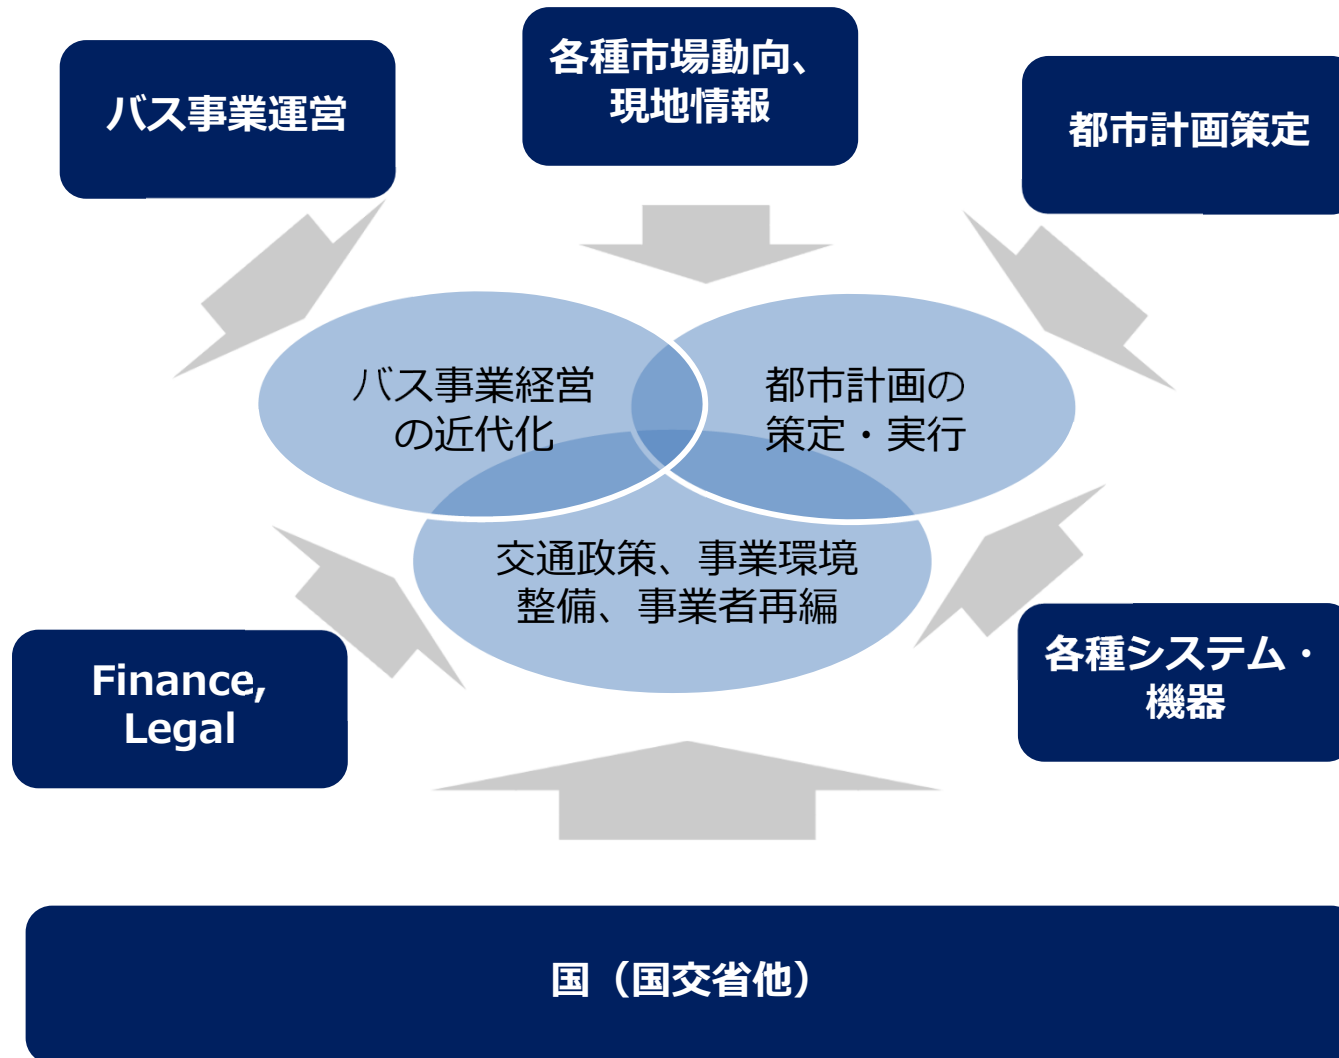 バス事業運営
各種市場動向、
現地情報
都市計画策定
バス事業経営
の近代化
都市計画の
策定・実行
交通政策、事業環境
整備、事業者再編
Finance,
Legal
各種システム・
機器
国（国交省他）